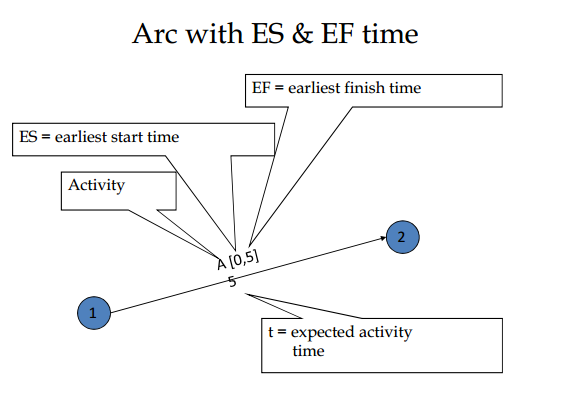 Arc with ES & EF time
EF = earliest finish time
ES = earliest start time
Activity
A [0,5]
5
2
1
t = expected activity
time